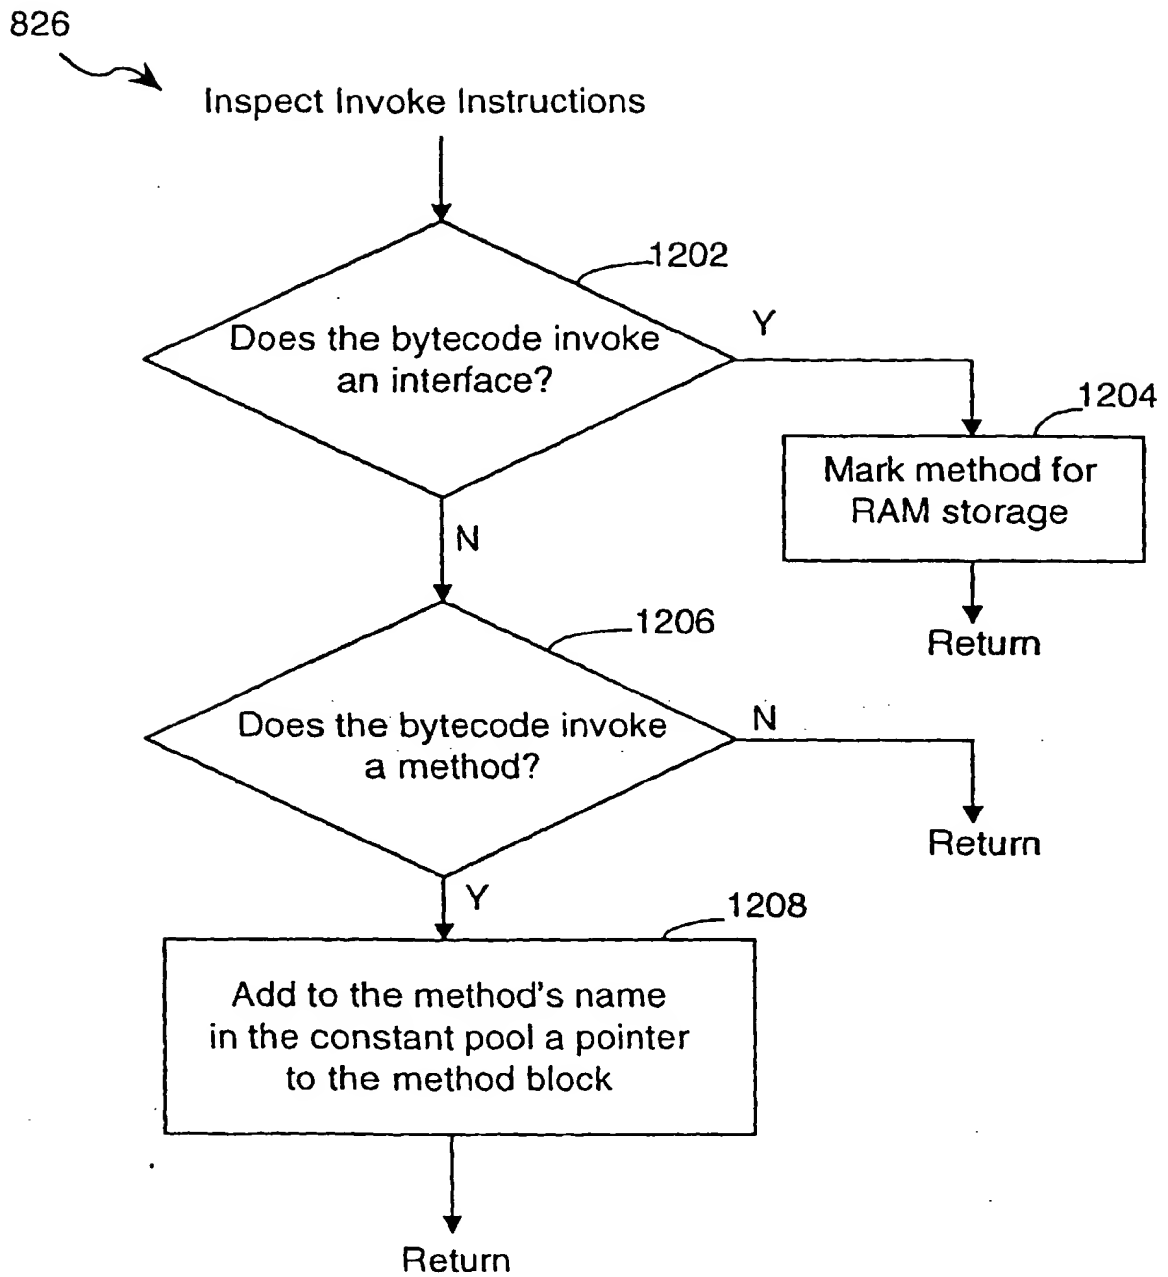 826
Inspect Invoke Instructions
1202
Does the bytecode invoke
an interface?
Y
1204
Mark method for
RAM storage
N
Return
1206
Does the bytecode invoke
a method?
N
Return
Y
1208
Add to the method's name
in the constant pool a pointer
to the method block
Return